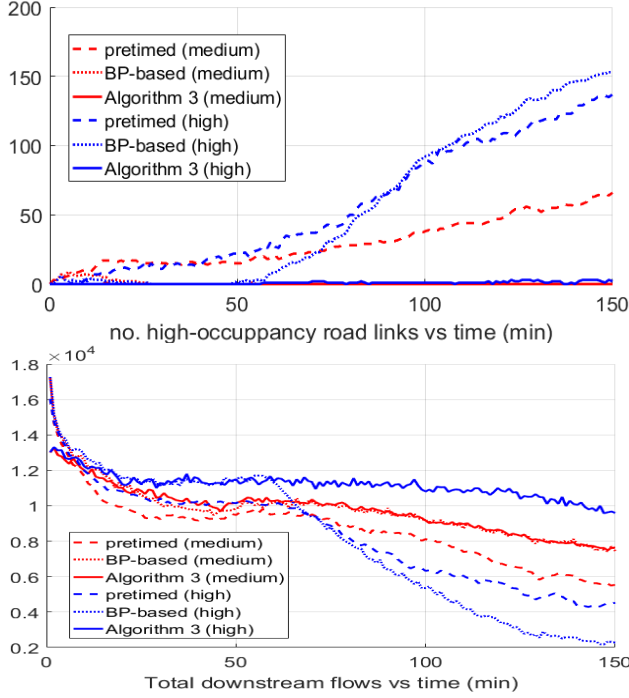 200
150
100
50
0
pretimed (medium)
BP-based (medium)
Algorithm 3 (medium)
pretimed (high)
BP-based (high)
Algorithm 3 (high)
0 50 100 150
no. high-occuppancy road links vs time (min)
×10^4
1.8
1.6
1.4
1.2
1
0.8
0.6
0.4
0.2
pretimed (medium)
BP-based (medium)
Algorithm 3 (medium)
pretimed (high)
BP-based (high)
Algorithm 3 (high)
0 50 100 150
Total downstream flows vs time (min)